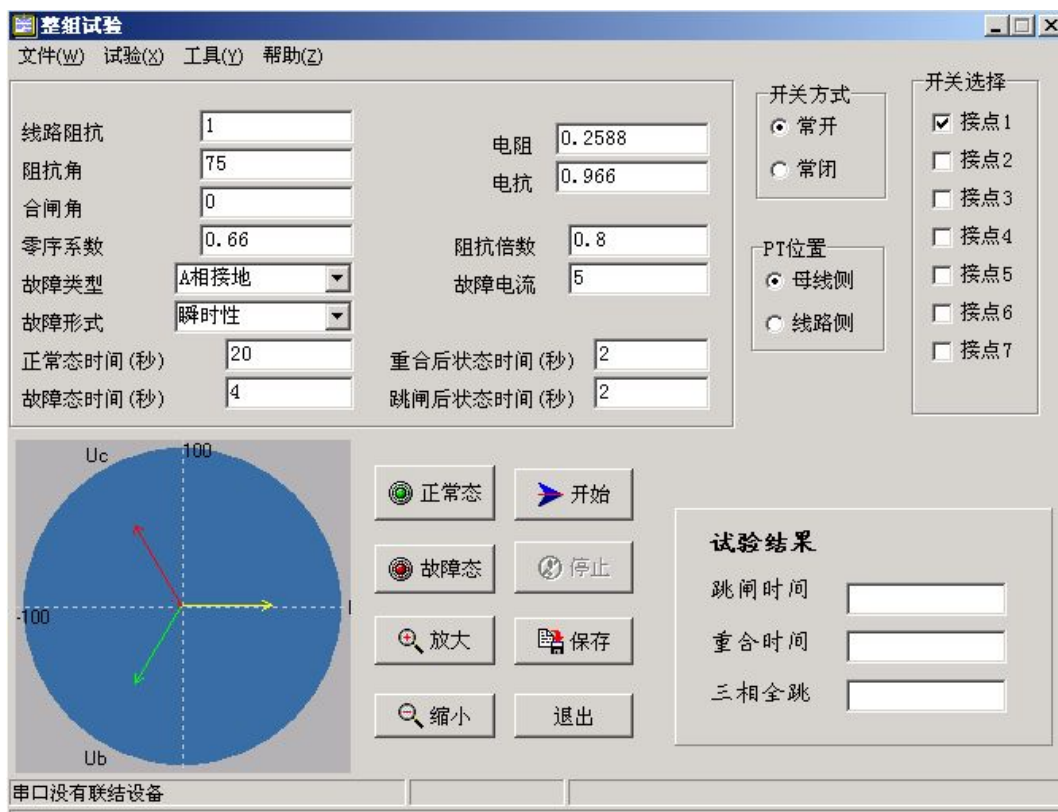 整组试验
文件(W) 试验(X) 工具(Y) 帮助(Z)
线路阻抗 1
阻抗角 75
合闸角 0
零序系数 0.66
故障类型 A相接地
故障形式 瞬时性
正常态时间(秒) 20
故障态时间(秒) 4
电阻 0.2588
电抗 0.966
阻抗倍数 0.8
故障电流 5
重合后状态时间(秒) 2
跳闸后状态时间(秒) 2
开关方式
常开
常闭
PT位置
母线侧
线路侧
开关选择
接点1
接点2
接点3
接点4
接点5
接点6
接点7
Uc
100
-100
Ub
正常态
开始
故障态
停止
放大
保存
缩小
退出
试验结果
跳闸时间
重合时间
三相全跳
串口没有联结设备